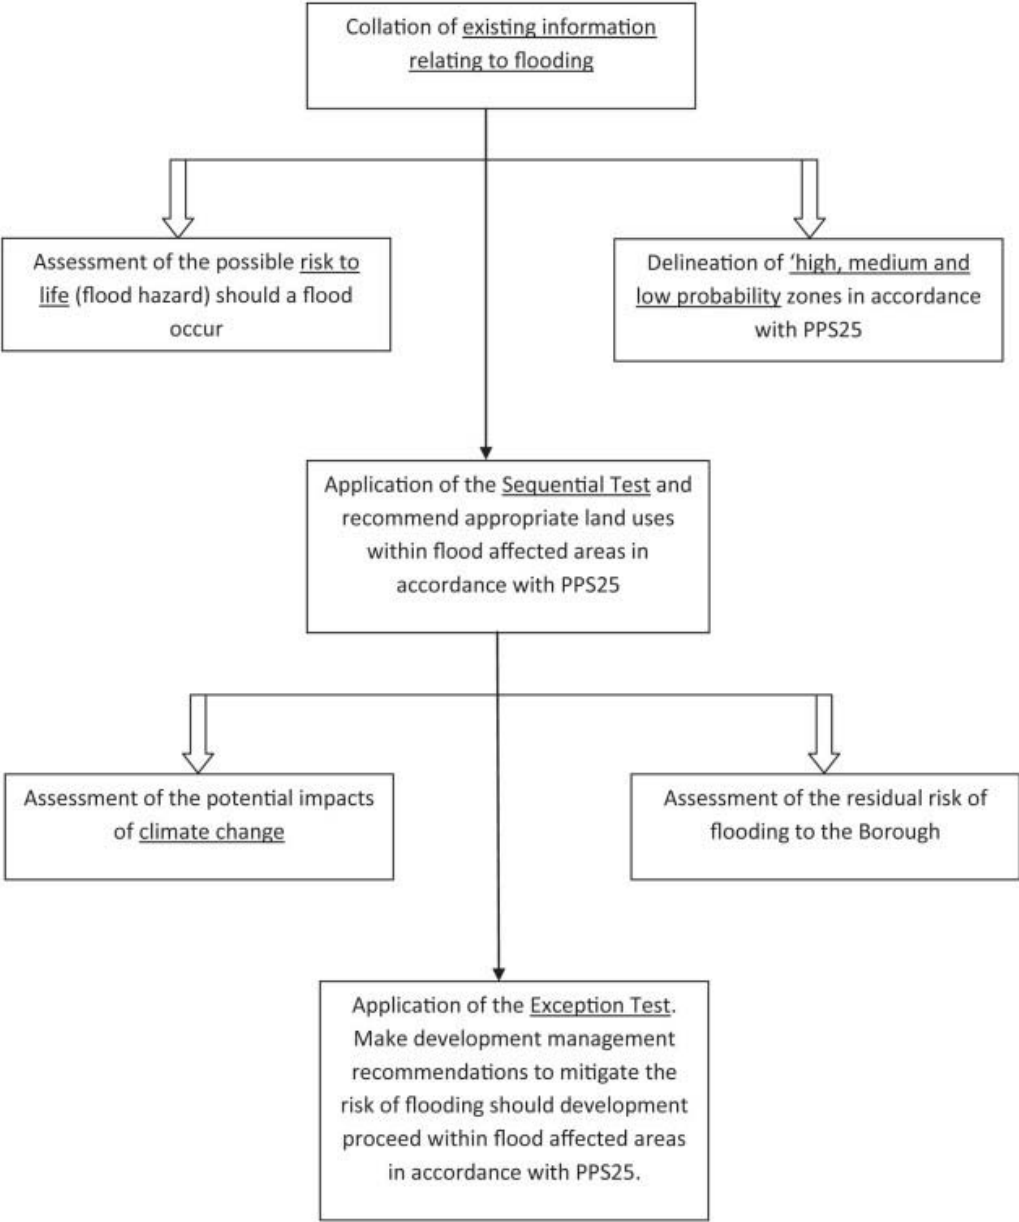 Collation of existing information
relating to flooding
Assessment of the possible risk to
life (flood hazard) should a flood
occur
Delineation of ‘high, medium and
low probability zones in accordance
with PPS25
Application of the Sequential Test and
recommend appropriate land uses
within flood affected areas in
accordance with PPS25
Assessment of the potential impacts
of climate change
Assessment of the residual risk of
flooding to the Borough
Application of the Exception Test.
Make development management
recommendations to mitigate the
risk of flooding should development
proceed within flood affected areas
in accordance with PPS25.